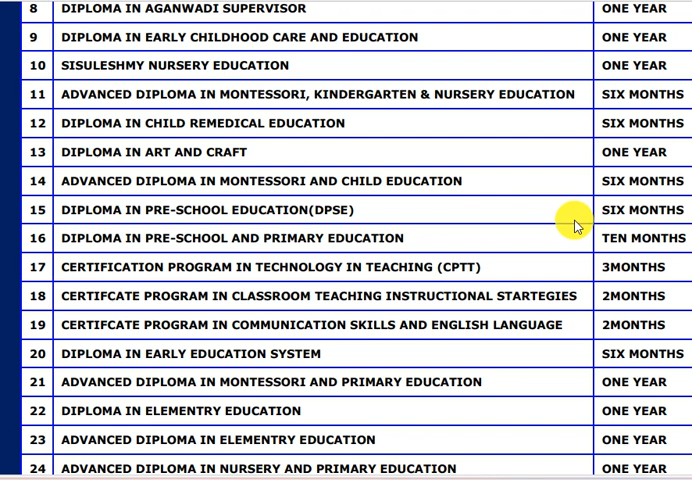 8 DIPLOMA IN AGANWADI SUPERVISOR ONE YEAR
9 DIPLOMA IN EARLY CHILDHOOD CARE AND EDUCATION ONE YEAR
10 SISULESHMY NURSERY EDUCATION ONE YEAR
11 ADVANCED DIPLOMA IN MONTESSORI, KINDERGARTEN & NURSERY EDUCATION SIX MONTHS
12 DIPLOMA IN CHILD REMEDICAL EDUCATION SIX MONTHS
13 DIPLOMA IN ART AND CRAFT ONE YEAR
14 ADVANCED DIPLOMA IN MONTESSORI AND CHILD EDUCATION SIX MONTHS
15 DIPLOMA IN PRE-SCHOOL EDUCATION(DPSE) SIX MONTHS
16 DIPLOMA IN PRE-SCHOOL AND PRIMARY EDUCATION TEN MONTHS
17 CERTIFICATION PROGRAM IN TECHNOLOGY IN TEACHING (CPTT) 3MONTHS
18 CERTIFCATE PROGRAM IN CLASSROOM TEACHING INSTRUCTIONAL STARTEGIES 2MONTHS
19 CERTIFCATE PROGRAM IN COMMUNICATION SKILLS AND ENGLISH LANGUAGE 2MONTHS
20 DIPLOMA IN EARLY EDUCATION SYSTEM SIX MONTHS
21 ADVANCED DIPLOMA IN MONTESSORI AND PRIMARY EDUCATION ONE YEAR
22 DIPLOMA IN ELEMENTRY EDUCATION ONE YEAR
23 ADVANCED DIPLOMA IN ELEMENTRY EDUCATION ONE YEAR
24 ADVANCED DIPLOMA IN NURSERY AND PRIMARY EDUCATION ONE YEAR